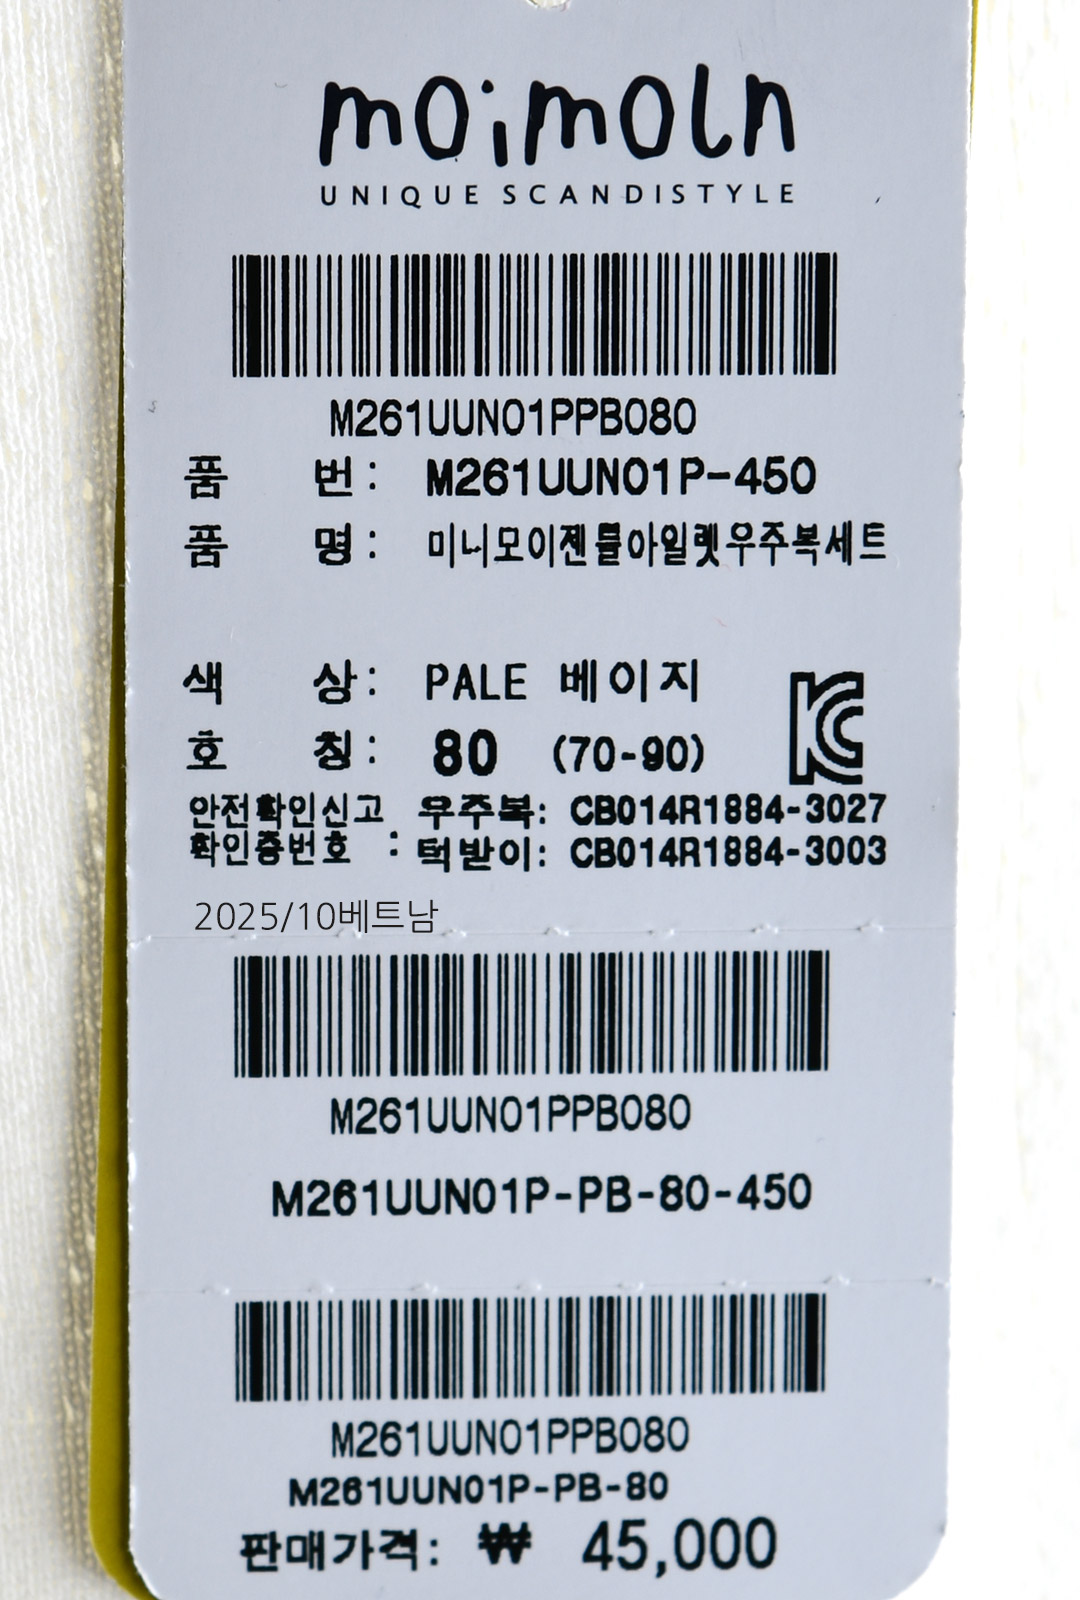 moimoln
UNIQUE SCANDISTYLE
M261UUN01PPB080
품 번: M261UUN01P-450
품 명: 미니모이젠믈아일렛우주복세트
색 상: PALE 베이지
호 칭: 80 (70-90)
안전확인신고 우주복: CB014R1884-3027
확인증번호 : 턱받이: CB014R1884-3003
2025/10베트남
M261UUN01PPB080
M261UUN01P-PB-80-450
M261UUN01PPB080
M261UUN01P-PB-80
판매가격: ₩ 45,000